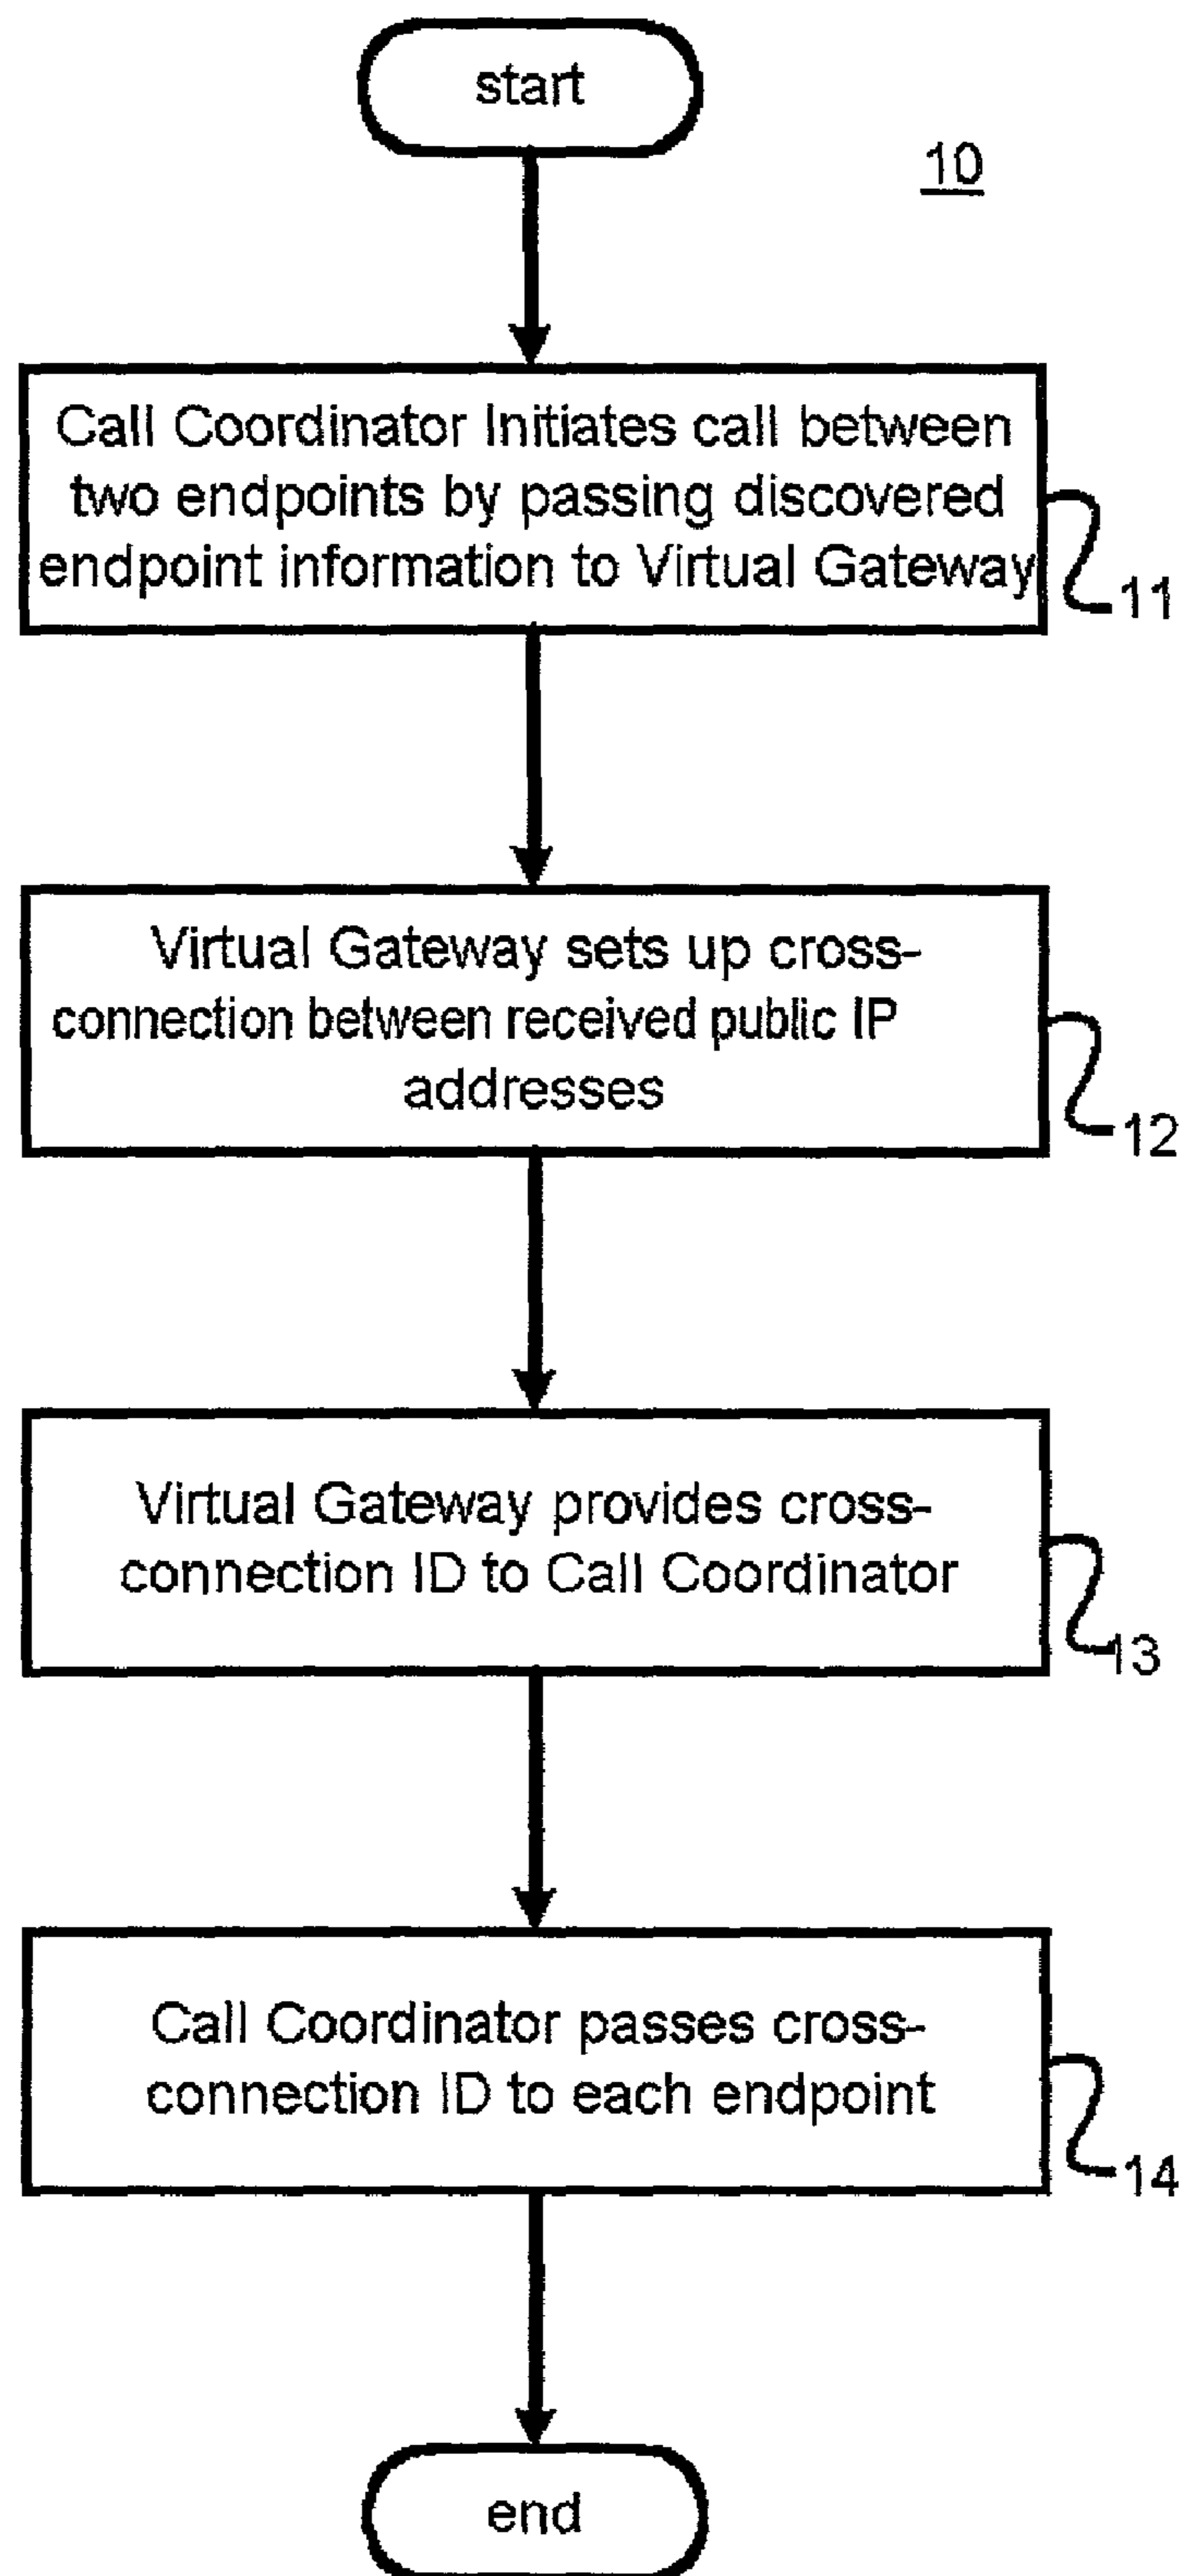 start
10
Call Coordinator Initiates call between
two endpoints by passing discovered
endpoint information to Virtual Gateway
11
Virtual Gateway sets up cross-
connection between received public IP
addresses
12
Virtual Gateway provides cross-
connection ID to Call Coordinator
13
Call Coordinator passes cross-
connection ID to each endpoint
14
end